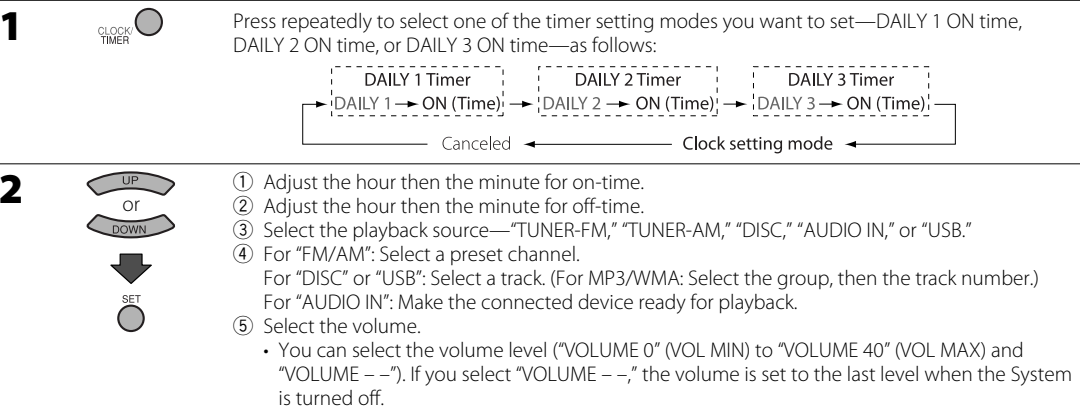 1
CLOCK/
TIMER
Press repeatedly to select one of the timer setting modes you want to set—DAILY 1 ON time,
DAILY 2 ON time, or DAILY 3 ON time—as follows:
DAILY 1 Timer DAILY 2 Timer DAILY 3 Timer
DAILY 1 → ON (Time) → DAILY 2 → ON (Time) → DAILY 3 → ON (Time)
Canceled ← Clock setting mode ←
2
UP
or
DOWN
SET
① Adjust the hour then the minute for on-time.
② Adjust the hour then the minute for off-time.
③ Select the playback source—“TUNER-FM,” “TUNER-AM,” “DISC,” “AUDIO IN,” or “USB.”
④ For “FM/AM”: Select a preset channel.
For “DISC” or “USB”: Select a track. (For MP3/WMA: Select the group, then the track number.)
For “AUDIO IN”: Make the connected device ready for playback.
⑤ Select the volume.
• You can select the volume level (“VOLUME 0” (VOL MIN) to “VOLUME 40” (VOL MAX) and
“VOLUME – –”). If you select “VOLUME – –,” the volume is set to the last level when the System
is turned off.